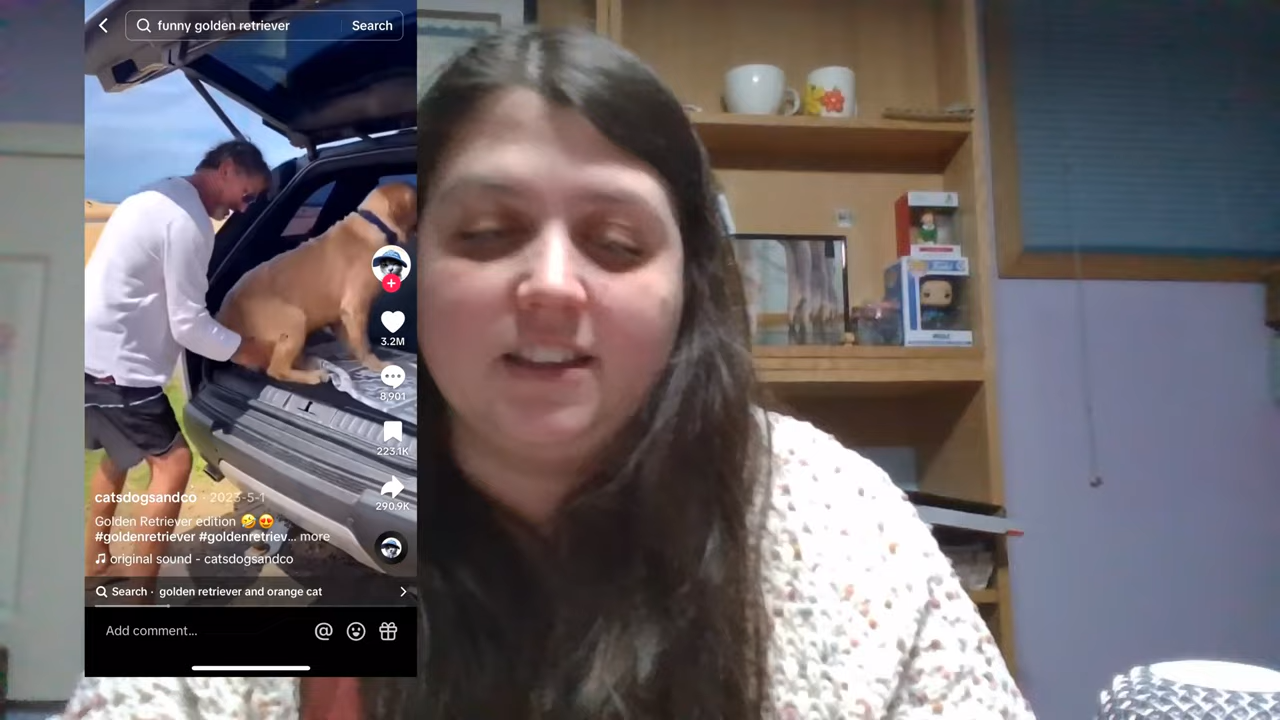 funny golden retriever
Search
3.2M
8,901
223.1K
290.9K
catsdogsandco · 2023-5-1
Golden Retriever edition 🤣😍
#goldenretriever #goldenretriev... more
original sound - catsdogsandco
Search · golden retriever and orange cat
Add comment...